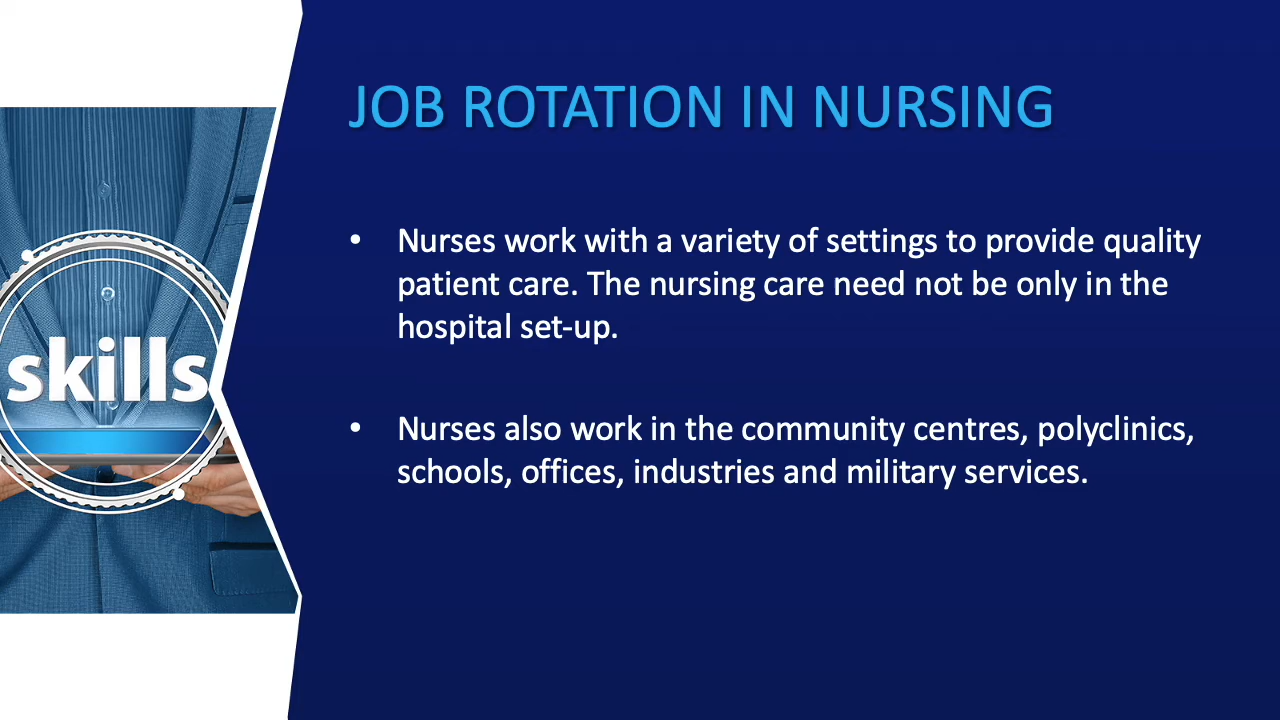 JOB ROTATION IN NURSING
• Nurses work with a variety of settings to provide quality
patient care. The nursing care need not be only in the
hospital set-up.
• Nurses also work in the community centres, polyclinics,
schools, offices, industries and military services.
skills